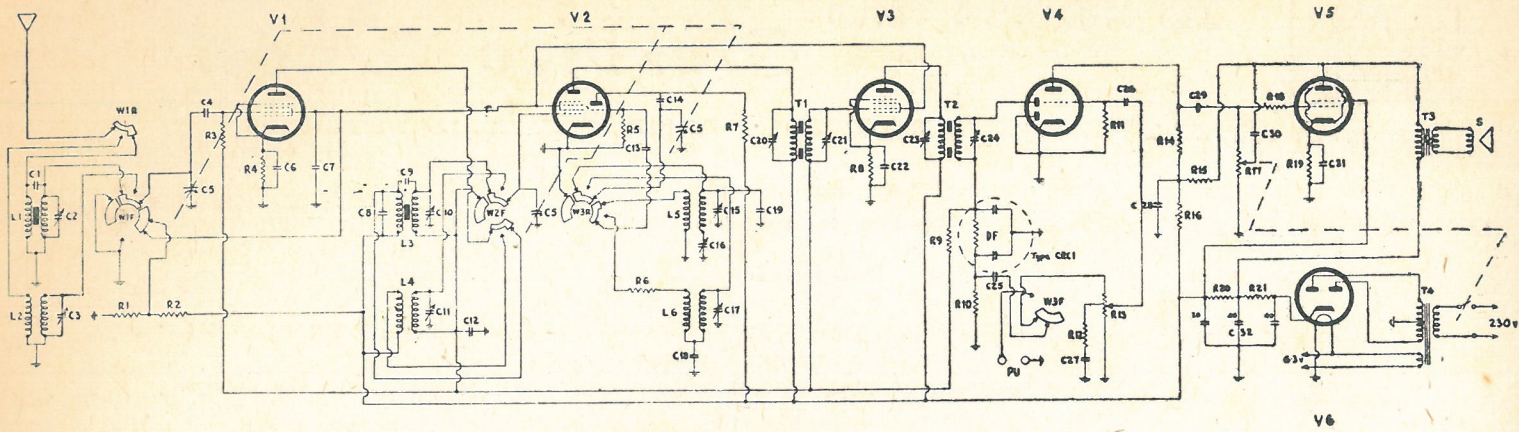 V1
V2
V3
V4
V5
W1R
C4
R3
C1
L1
C2
W1F
C5
R4
C6
C7
L2
C3
R1
R2
C9
C8
C10
L3
W2F
C5
L4
C11
C12
C14
R5
C13
C5
R7
W3R
L5
C15
C19
C16
R6
L6
C17
C18
T1
C20
C21
R8
C22
T2
C23
C24
R9
DF
Type CRC1
C25
R10
W3F
PU
R11
C26
R12
C27
R13
C29
R14
R15
C28
R16
R18
C30
R17
R19
C31
T3
S
R20
R21
C32
T4
230V
6·3V
V6